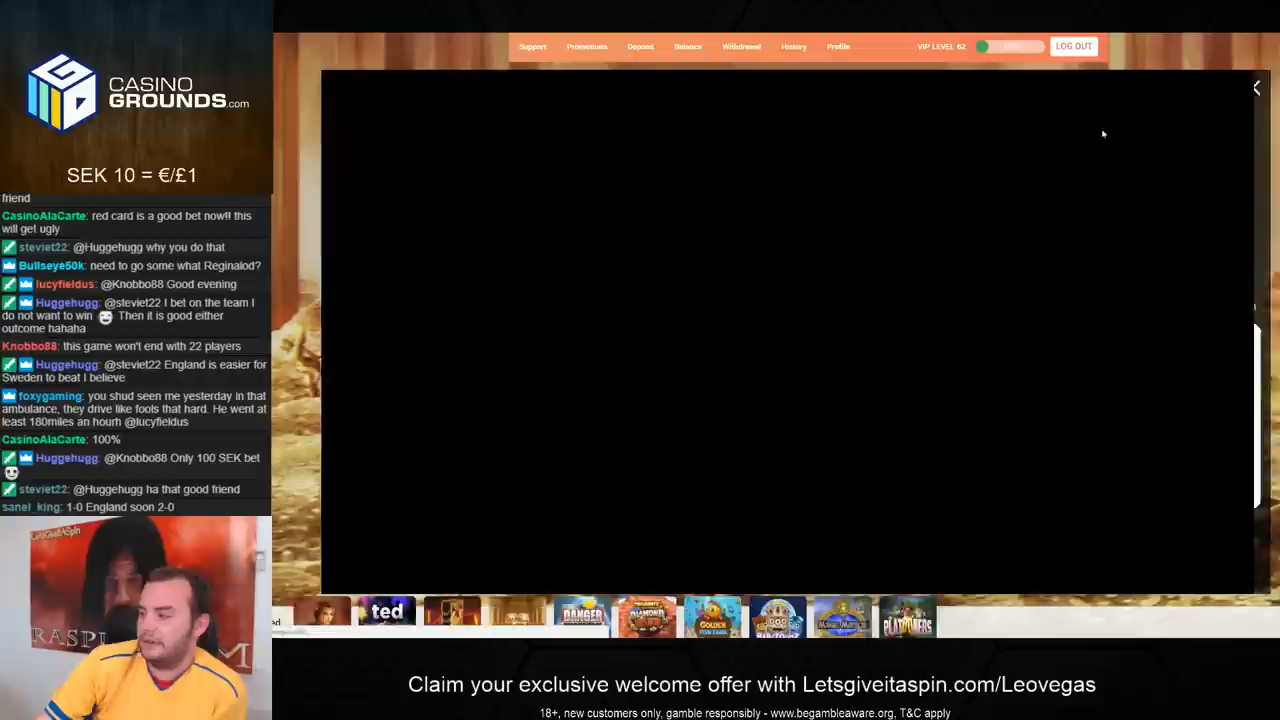 Support Promotions Deposit Balance Withdrawal History Profile VIP LEVEL 62 LOG OUT
CASINO
GROUNDS.com
SEK 10 = €/£1
friend
CasinoAlaCarte: red card is a good bet now!! this
will get ugly
steviet22: @Huggehugg why you do that
Bullseye50k: need to go some what Reginalod?
lucyfieldus: @Knobbo88 Good evening
Huggehugg: @steviet22 I bet on the team I
do not want to win Then it is good either
outcome hahaha
Knobbo88: this game won't end with 22 players
Huggehugg: @steviet22 England is easier for
Sweden to beat I believe
foxygaming: you shud seen me yesterday in that
ambulance, they drive like fools that hard. He went at
least 180miles an hourh @lucyfieldus
CasinoAlaCarte: 100%
Huggehugg: @Knobbo88 Only 100 SEK bet
steviet22: @Huggehugg ha that good friend
sanel_king: 1-0 England soon 2-0
LetsGiveItASpin
ted
DANGER
DIAMOND
GOLDEN
Claim your exclusive welcome offer with Letsgiveitaspin.com/Leovegas
18+, new customers only, gamble responsibly - www.begambleaware.org, T&C apply